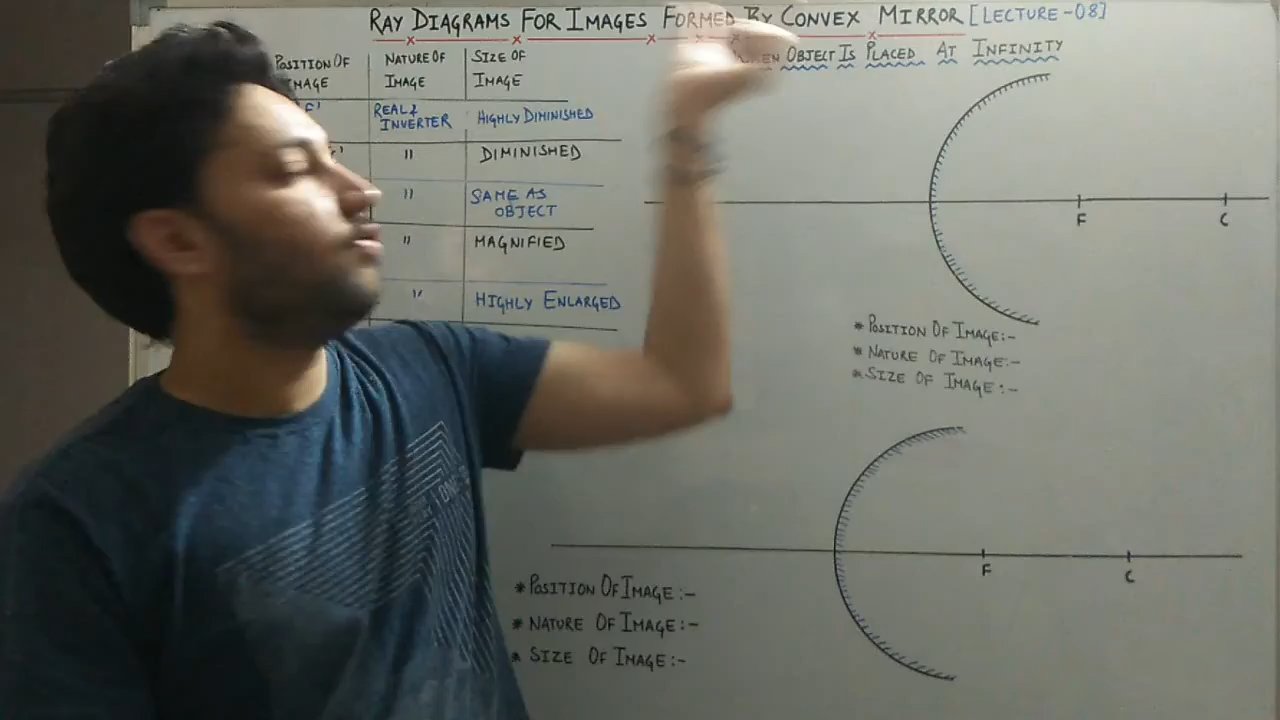 RAY DIAGRAMS FOR IMAGES FORMED BY CONVEX MIRROR [LECTURE-08]
OBJECT IS PLACED AT INFINITY
POSITION OF
IMAGE
NATURE OF
IMAGE
SIZE OF
IMAGE
REAL &
INVERTER
HIGHLY DIMINISHED
" DIMINISHED
" SAME AS
OBJECT
" MAGNIFIED
" HIGHLY ENLARGED
F C
* POSITION OF IMAGE:-
* NATURE OF IMAGE:-
* SIZE OF IMAGE:-
F C
* POSITION OF IMAGE:-
* NATURE OF IMAGE:-
* SIZE OF IMAGE:-